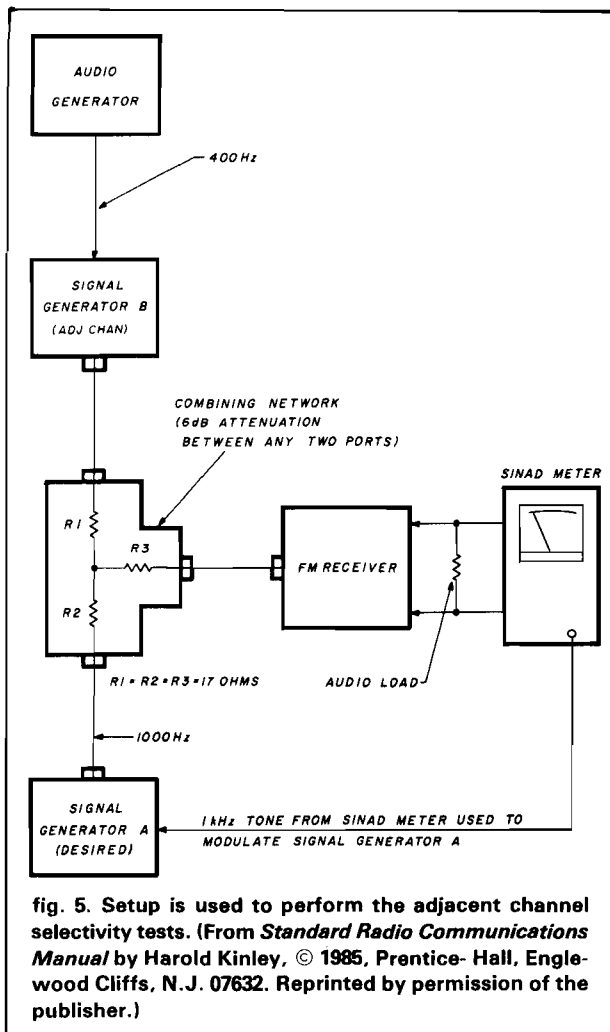 AUDIO
GENERATOR
400 Hz
SIGNAL
GENERATOR B
(ADJ CHAN)
COMBINING NETWORK
(6dB ATTENUATION
BETWEEN ANY TWO PORTS)
SINAD METER
R1
R3
R2
FM RECEIVER
R1 = R2 = R3 = 17 OHMS
AUDIO LOAD
1000Hz
SIGNAL
GENERATOR A
(DESIRED)
1 kHz TONE FROM SINAD METER USED TO
MODULATE SIGNAL GENERATOR A
fig. 5. Setup is used to perform the adjacent channel
selectivity tests. (From Standard Radio Communications
Manual by Harold Kinley, © 1985, Prentice- Hall, Engle-
wood Cliffs, N.J. 07632. Reprinted by permission of the
publisher.)